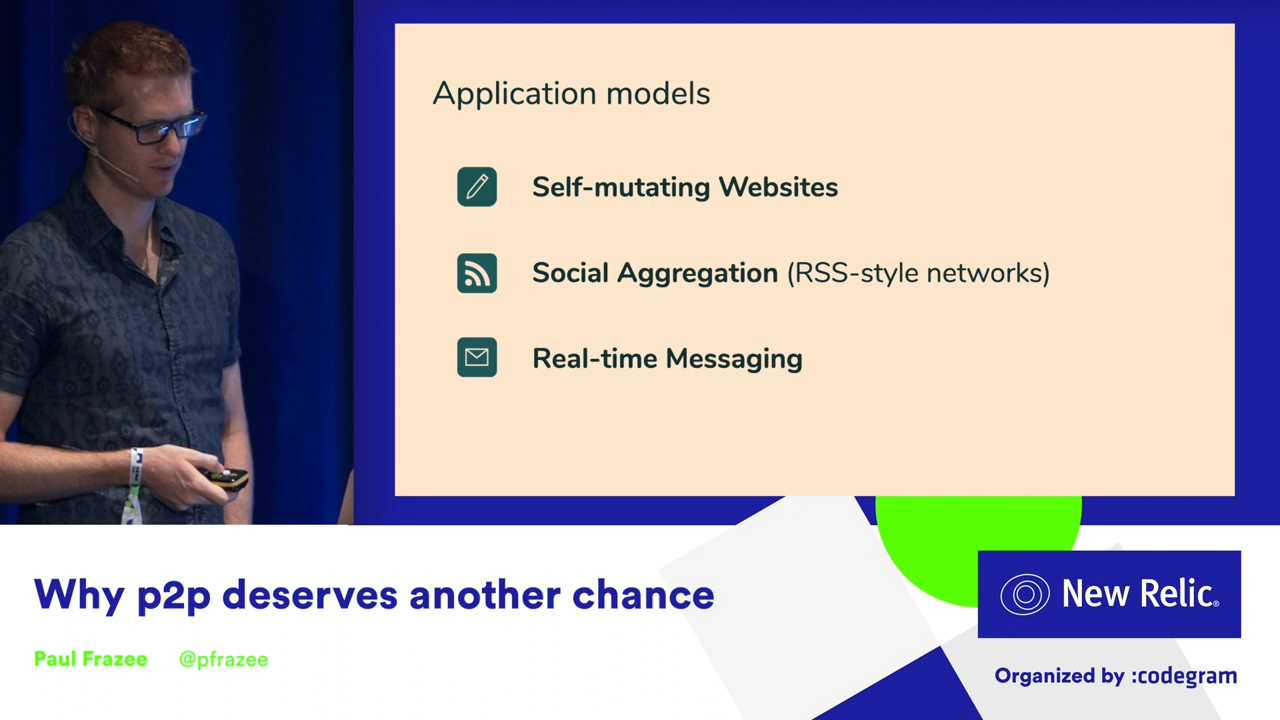 Application models
Self-mutating Websites
Social Aggregation (RSS-style networks)
Real-time Messaging
Why p2p deserves another chance
Paul Frazee @pfrazee
New Relic®
Organized by :codegram